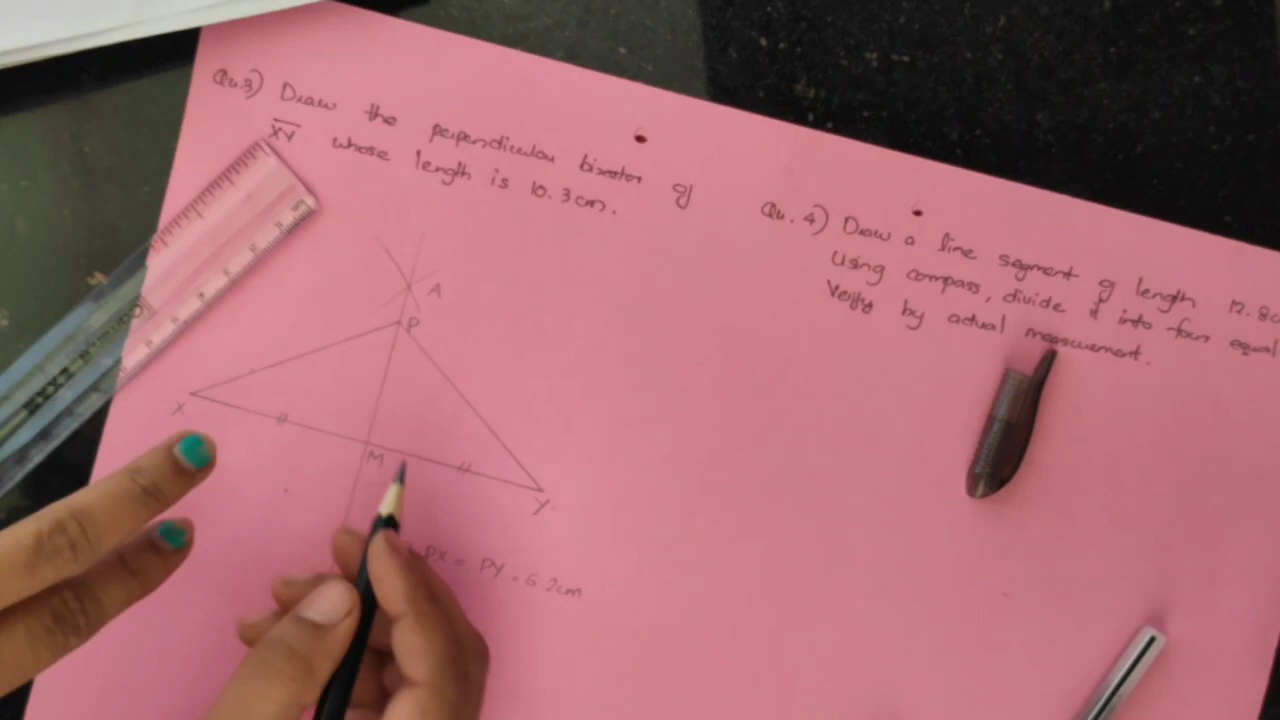 Qu.3) Draw the perpendicular bisector of
XY whose length is 10.3cm.
Qu. 4) Draw a line segment of length 12.8c
Using compass, divide it into four equal
Verify by actual measurement.
A
P
X
M
Y
PX = PY = 6.2cm